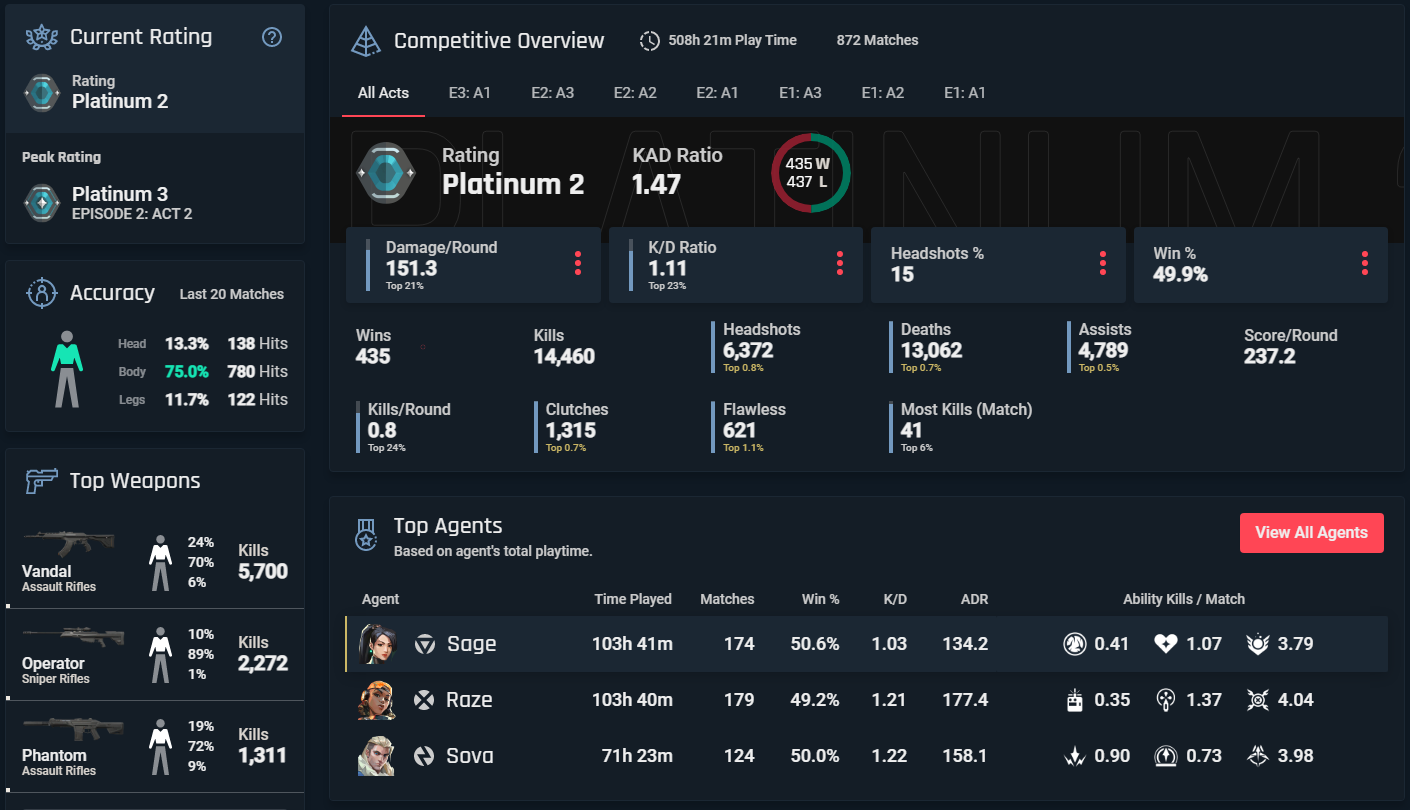 Current Rating
?
Rating
Platinum 2
Peak Rating
Platinum 3
EPISODE 2: ACT 2
Accuracy Last 20 Matches
Head 13.3% 138 Hits
Body 75.0% 780 Hits
Legs 11.7% 122 Hits
Top Weapons
Vandal
Assault Rifles
24%
70%
6%
Kills
5,700
Operator
Sniper Rifles
10%
89%
1%
Kills
2,272
Phantom
Assault Rifles
19%
72%
9%
Kills
1,311
Competitive Overview 508h 21m Play Time 872 Matches
All Acts E3: A1 E2: A3 E2: A2 E2: A1 E1: A3 E1: A2 E1: A1
PLATINUM
Rating
Platinum 2
KAD Ratio
1.47
435 W
437 L
Damage/Round
151.3
Top 21%
K/D Ratio
1.11
Top 23%
Headshots %
15
Win %
49.9%
Wins
435
Kills
14,460
Headshots
6,372
Top 0.8%
Deaths
13,062
Top 0.7%
Assists
4,789
Top 0.5%
Score/Round
237.2
Kills/Round
0.8
Top 24%
Clutches
1,315
Top 0.7%
Flawless
621
Top 1.1%
Most Kills (Match)
41
Top 6%
Top Agents
Based on agent's total playtime.
View All Agents
Agent Time Played Matches Win % K/D ADR Ability Kills / Match
Sage 103h 41m 174 50.6% 1.03 134.2 0.41 1.07 3.79
Raze 103h 40m 179 49.2% 1.21 177.4 0.35 1.37 4.04
Sova 71h 23m 124 50.0% 1.22 158.1 0.90 0.73 3.98